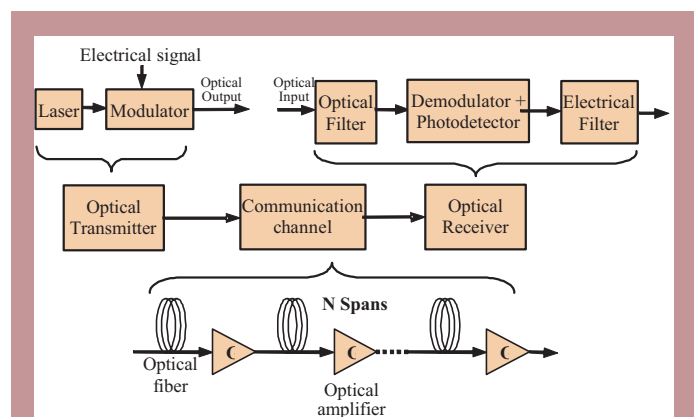 Electrical signal
Laser
Modulator
Optical
Output
Optical
Input
Optical
Filter
Demodulator +
Photodetector
Electrical
Filter
Optical
Transmitter
Communication
channel
Optical
Receiver
N Spans
Optical
fiber
Optical
amplifier